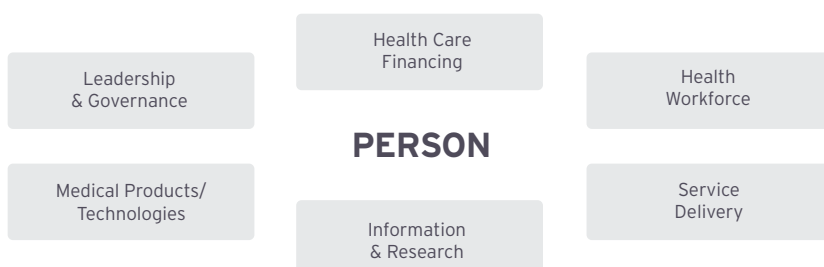 Health Care
Financing
Leadership
& Governance
Health
Workforce
PERSON
Medical Products/
Technologies
Service
Delivery
Information
& Research